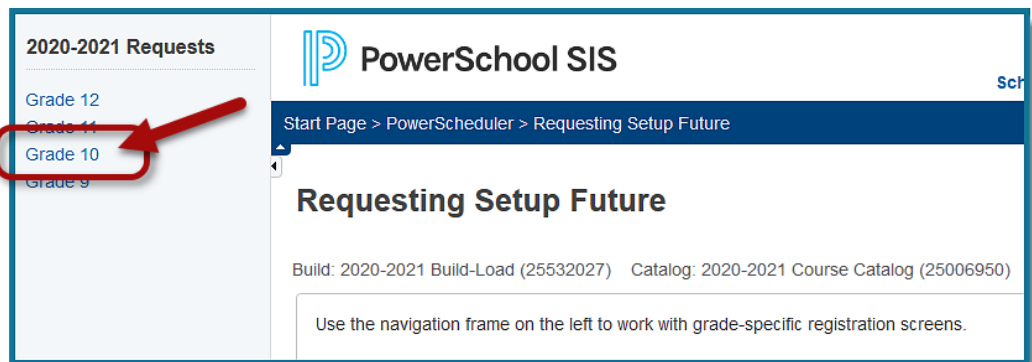 2020-2021 Requests
Grade 12
Grade 11
Grade 10
Grade 9
PowerSchool SIS
Sch
Start Page > PowerScheduler > Requesting Setup Future
Requesting Setup Future
Build: 2020-2021 Build-Load (25532027) Catalog: 2020-2021 Course Catalog (25006950)
Use the navigation frame on the left to work with grade-specific registration screens.